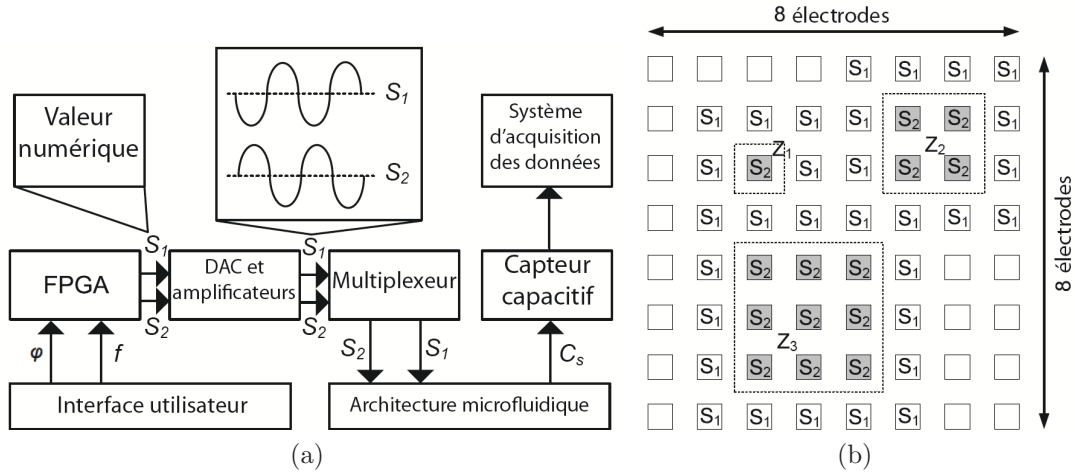 Valeur
numérique
S1
S2
Système
d'acquisition
des données
S1
S2
S1
S2
FPGA
DAC et
amplificateurs
Multiplexeur
Capteur
capacitif
φ
f
S2
S1
Cs
Interface utilisateur
Architecture microfluidique
(a)
8 électrodes
S1 S1 S1 S1
S1 S1 S1 S1 S2 S2 S1
Z1
Z2
S1 S2 S1 S1 S2 S2 S1
S1 S1 S1 S1 S1 S1 S1
S1 S2 S2 S2 S1
S1 S2 S2 S2 S1
Z3
S1 S2 S2 S2 S1
S1 S1 S1 S1 S1
8 électrodes
(b)